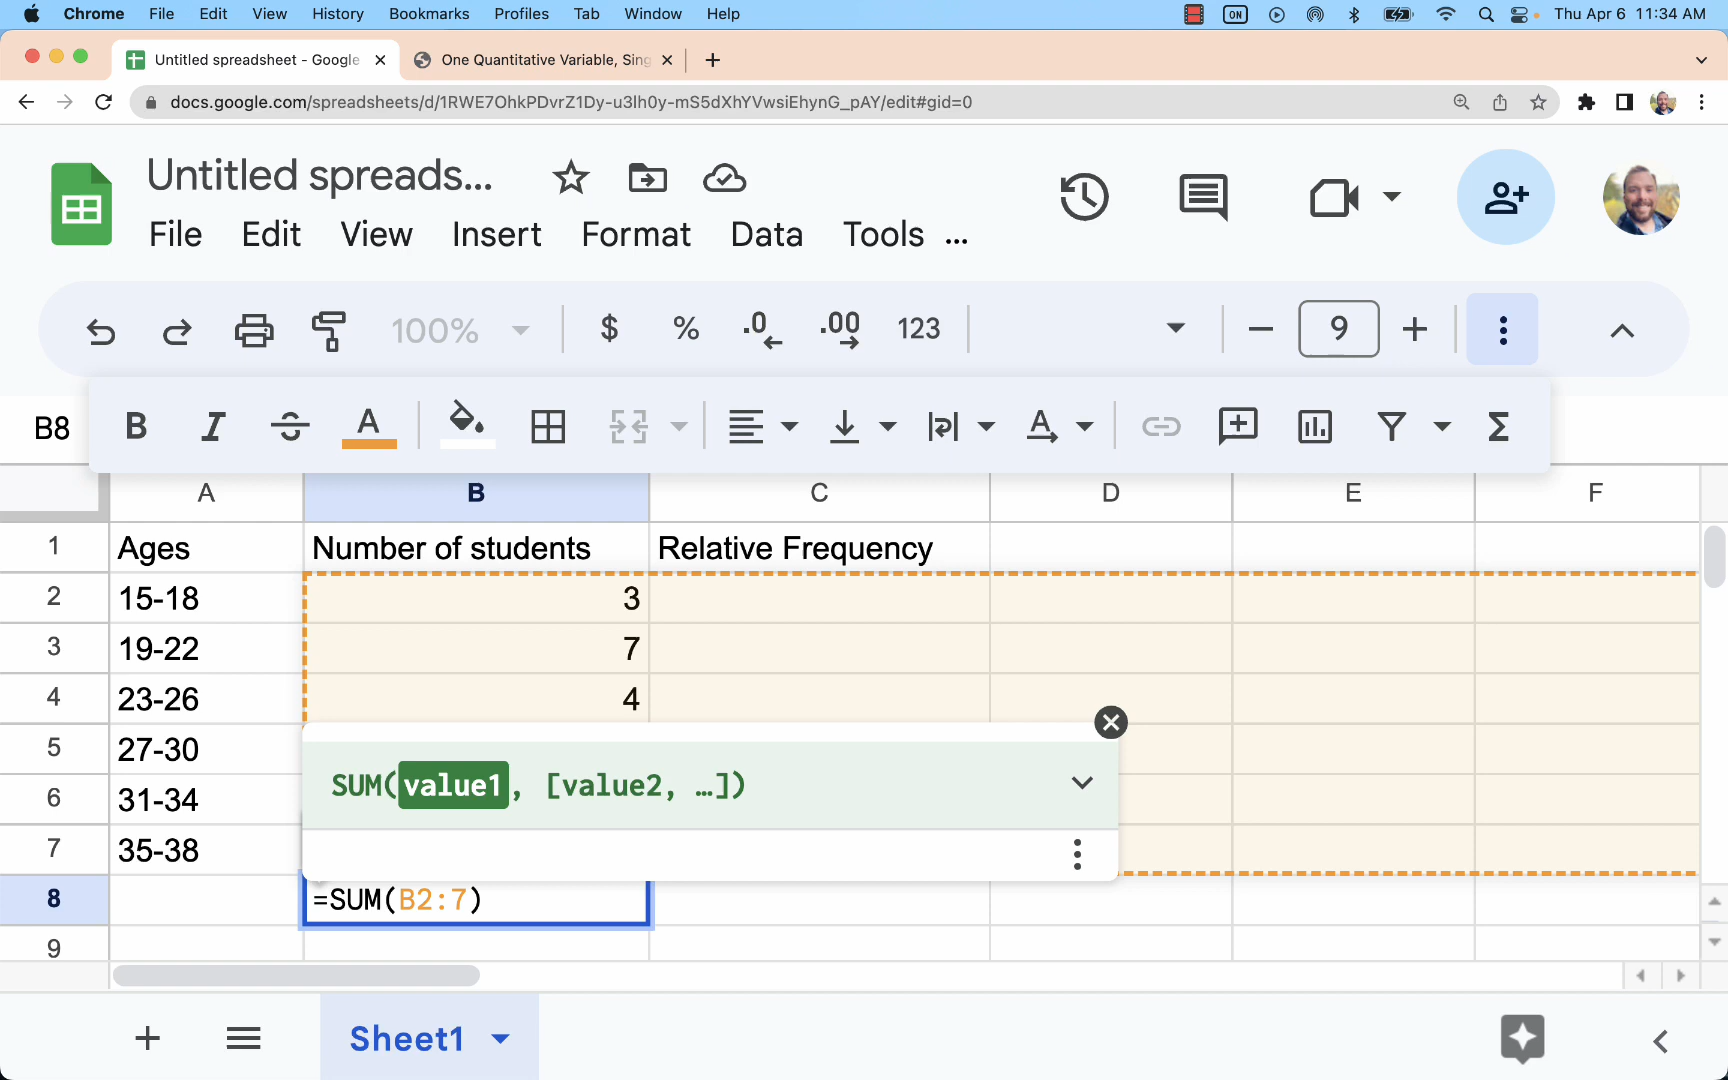 Chrome File Edit View History Bookmarks Profiles Tab Window Help ON Thu Apr 6 11:34 AM
Untitled spreadsheet - Google One Quantitative Variable, Sing
docs.google.com/spreadsheets/d/1RWE7OhkPDvrZ1Dy-u3lh0y-mS5dXhYVwsiEhynG_pAY/edit#gid=0
Untitled spreads...
File Edit View Insert Format Data Tools ...
100% $ % .0 .00 123 9
B8 B I S A A Σ
A B C D E F
1 Ages Number of students Relative Frequency
2 15-18 3
3 19-22 7
4 23-26 4
5 27-30
SUM(value1, [value2, …])
6 31-34
7 35-38
8 =SUM(B2:7)
9
Sheet1